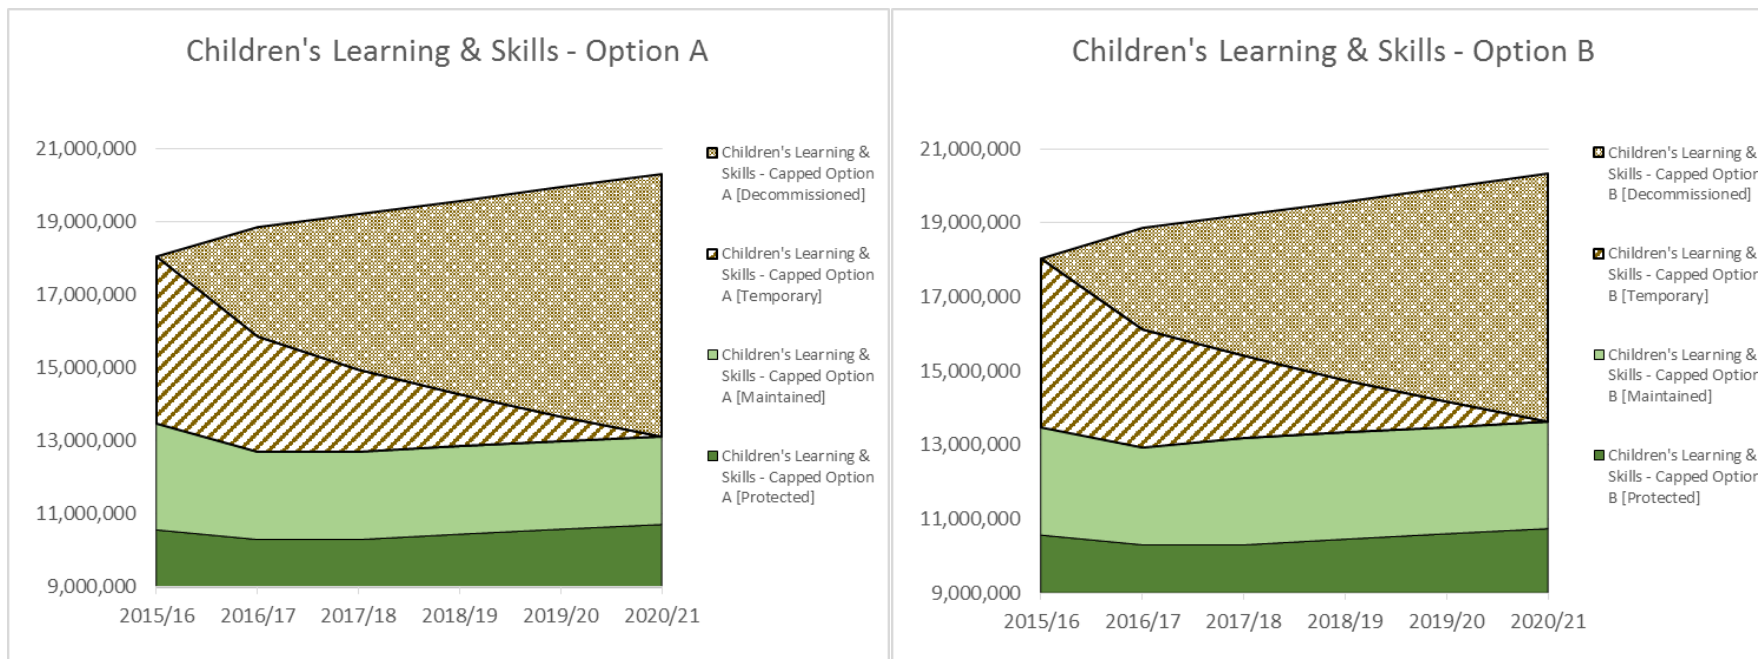 Children's Learning & Skills - Option A
21,000,000
19,000,000
17,000,000
15,000,000
13,000,000
11,000,000
9,000,000
2015/16 2016/17 2017/18 2018/19 2019/20 2020/21
Children's Learning &
Skills - Capped Option
A [Decommissioned]
Children's Learning &
Skills - Capped Option
A [Temporary]
Children's Learning &
Skills - Capped Option
A [Maintained]
Children's Learning &
Skills - Capped Option
A [Protected]
Children's Learning & Skills - Option B
21,000,000
19,000,000
17,000,000
15,000,000
13,000,000
11,000,000
9,000,000
2015/16 2016/17 2017/18 2018/19 2019/20 2020/21
Children's Learning &
Skills - Capped Option
B [Decommissioned]
Children's Learning &
Skills - Capped Option
B [Temporary]
Children's Learning &
Skills - Capped Option
B [Maintained]
Children's Learning &
Skills - Capped Option
B [Protected]